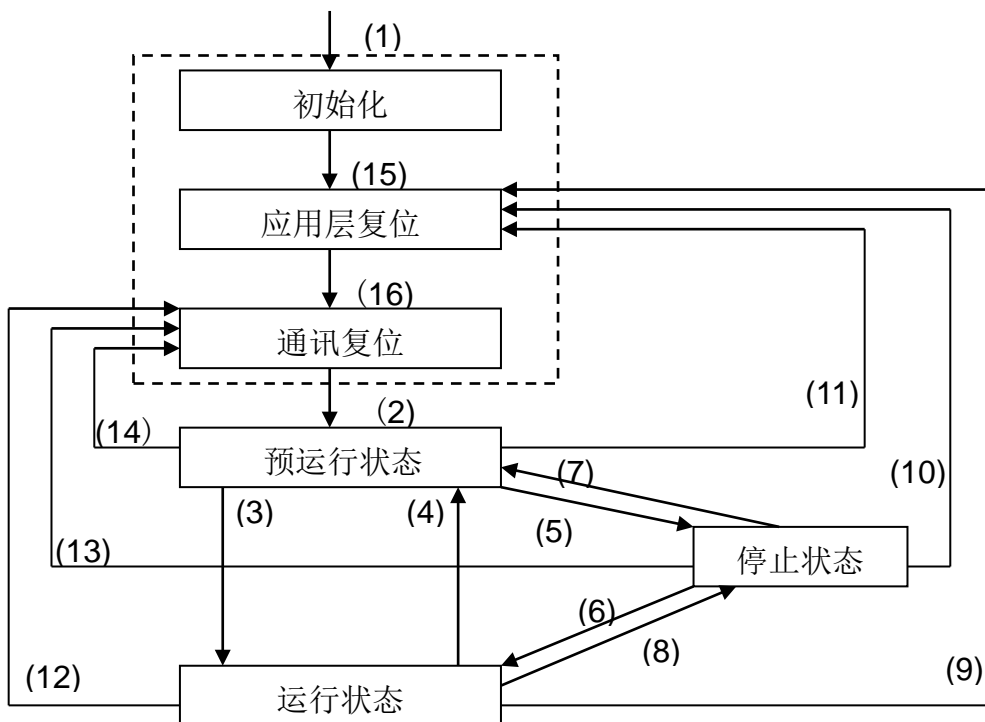 (1)
初始化
(15)
应用层复位
（16)
通讯复位
（2)
(11)
(14）
预运行状态
(7)
(10)
(3)
(4)
(5)
(13)
停止状态
(6)
(8)
(12)
(9)
运行状态